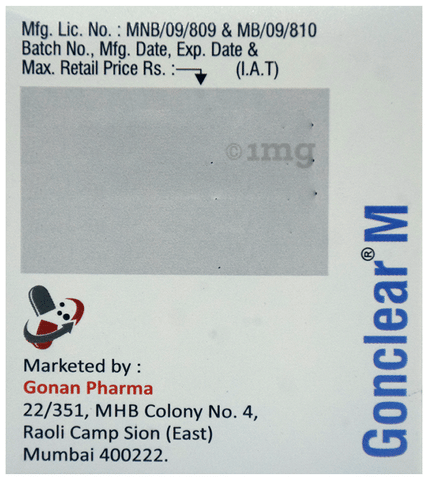 Mfg. Lic. No. : MNB/09/809 & MB/09/810
Batch No., Mfg. Date, Exp. Date &
Max. Retail Price Rs. : (I.A.T)
©1mg
Gonclear® M
Marketed by :
Gonan Pharma
22/351, MHB Colony No. 4,
Raoli Camp Sion (East)
Mumbai 400222.